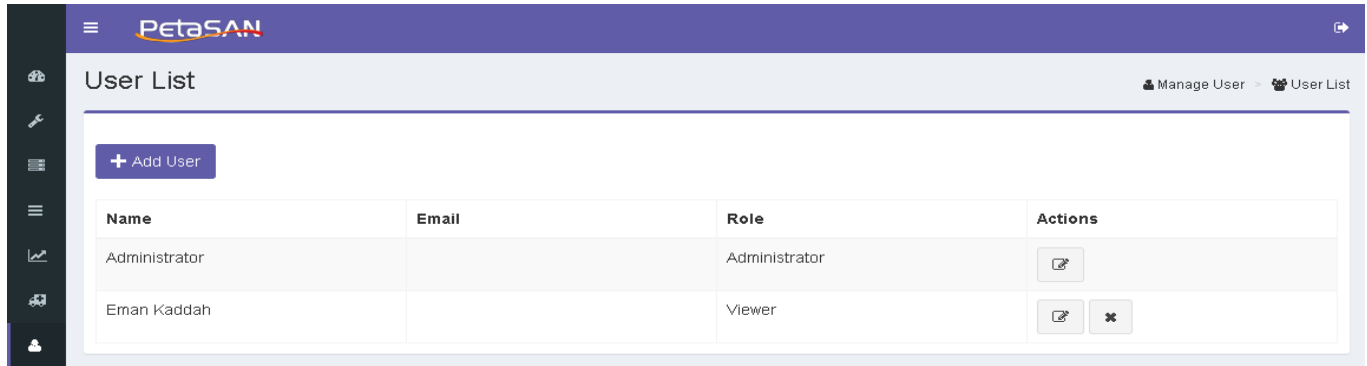 PetaSAN
User List
Manage User > User List
Add User
Name Email Role Actions
Administrator Administrator
Eman Kaddah Viewer